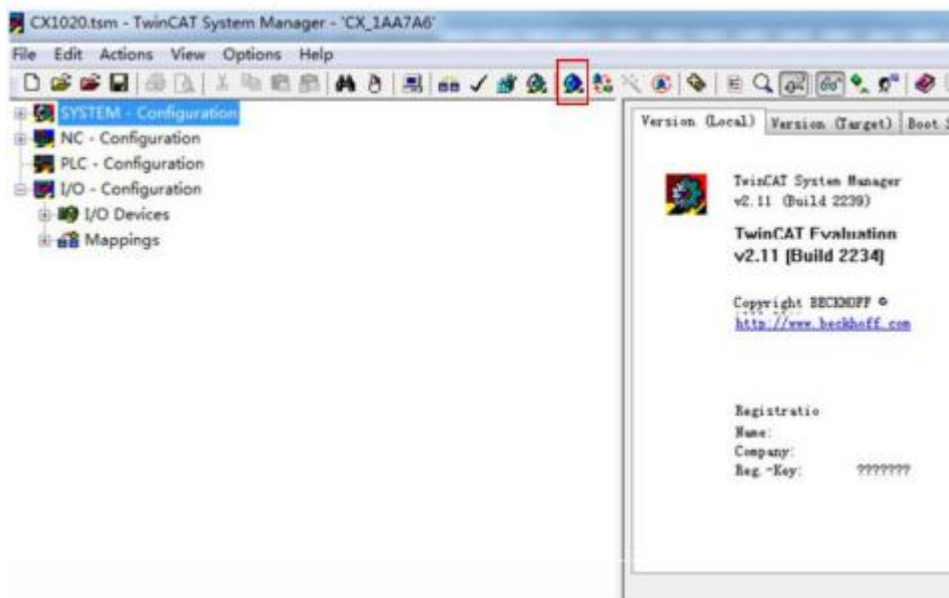 CX1020.tsm - TwinCAT System Manager - 'CX_1AA7A6'
File Edit Actions View Options Help
SYSTEM - Configuration
NC - Configuration
PLC - Configuration
I/O - Configuration
I/O Devices
Mappings
Version (Local) Version (Target) Boot
TwinCAT System Manager
v2.11 (Build 2239)
TwinCAT Evaluation
v2.11 (Build 2234)
Copyright BECKHOFF ©
http://www.beckhoff.com
Registratio
Name:
Company:
Reg.-Key: ???????